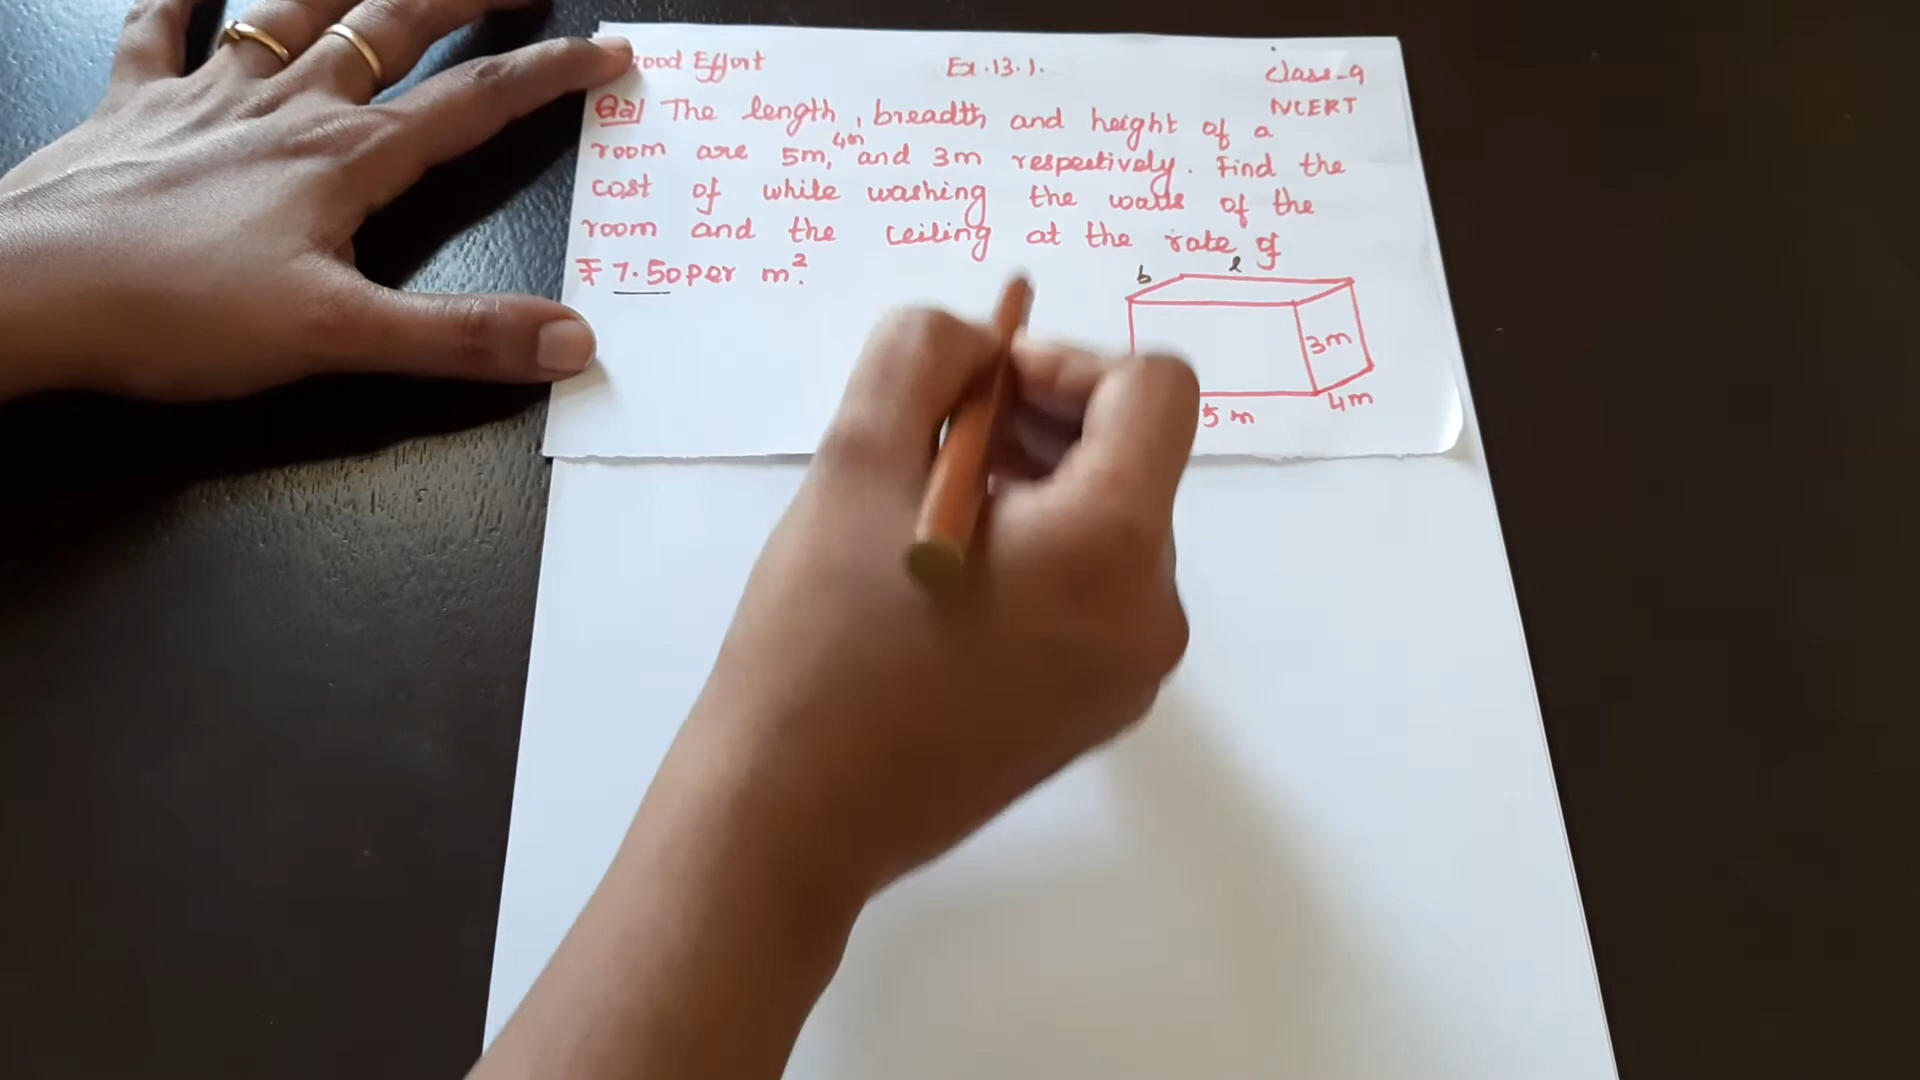 ood Effort
Ex.13.1.
class-9
NCERT
Q2) The length, breadth and height of a
room are 5m, 4m and 3m respectively. Find the
cost of white washing the walls of the
room and the ceiling at the rate of
₹ 7.50 per m².
b
l
3m
4m
5 m